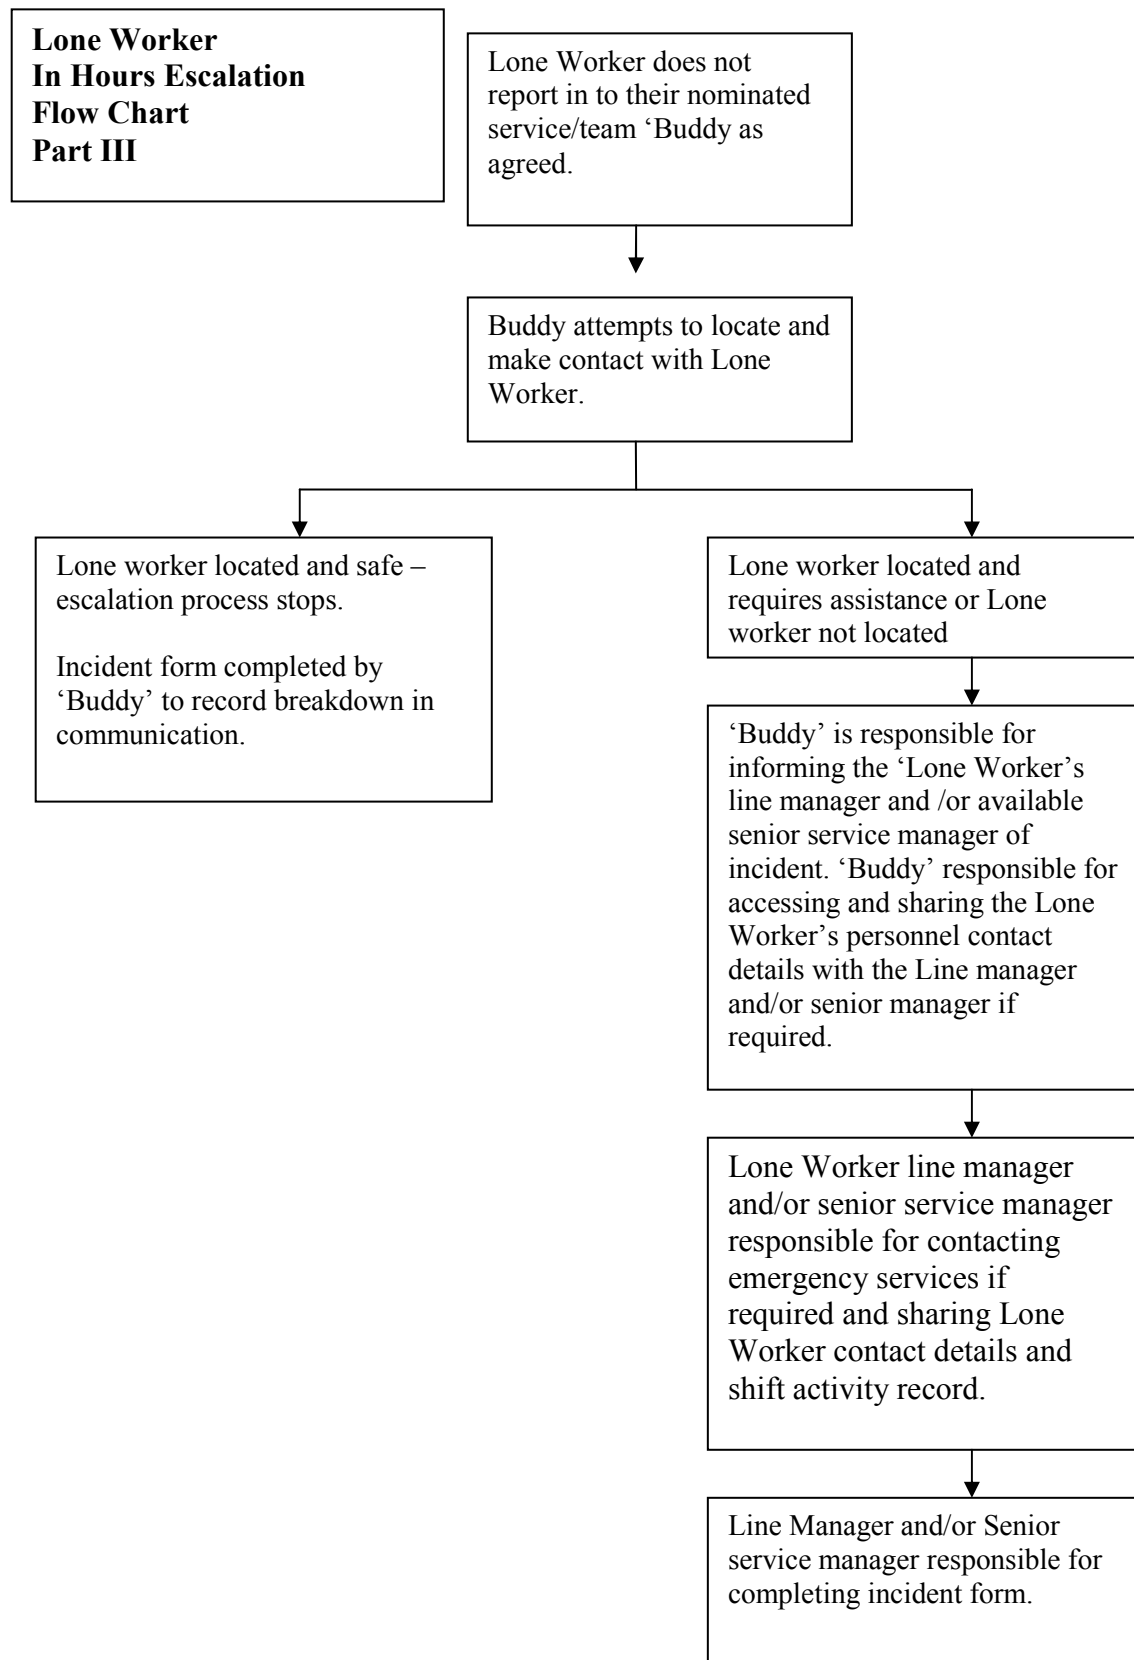 Lone Worker
In Hours Escalation
Flow Chart
Part III
Lone Worker does not
report in to their nominated
service/team ‘Buddy as
agreed.
Buddy attempts to locate and
make contact with Lone
Worker.
Lone worker located and safe –
escalation process stops.
Incident form completed by
‘Buddy’ to record breakdown in
communication.
Lone worker located and
requires assistance or Lone
worker not located
‘Buddy’ is responsible for
informing the ‘Lone Worker’s
line manager and /or available
senior service manager of
incident. ‘Buddy’ responsible for
accessing and sharing the Lone
Worker’s personnel contact
details with the Line manager
and/or senior manager if
required.
Lone Worker line manager
and/or senior service manager
responsible for contacting
emergency services if
required and sharing Lone
Worker contact details and
shift activity record.
Line Manager and/or Senior
service manager responsible for
completing incident form.